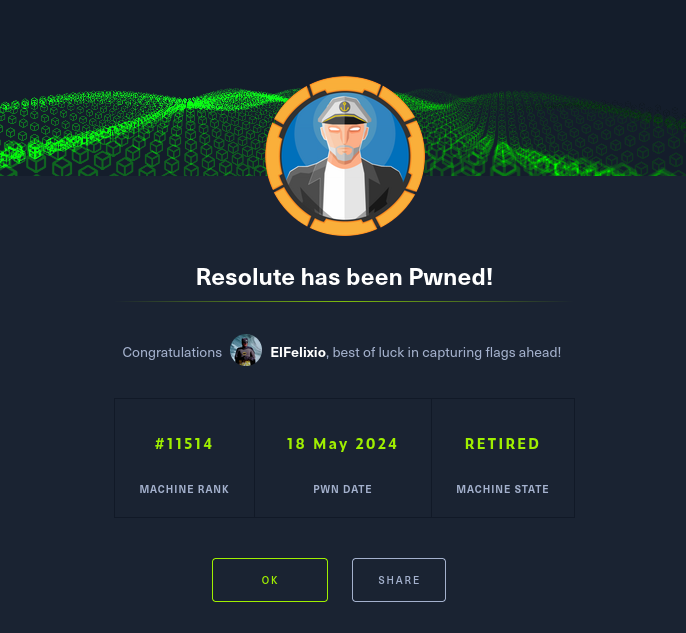 Resolute has been Pwned!
Congratulations ElFelixio, best of luck in capturing flags ahead!
#11514 18 May 2024 RETIRED
MACHINE RANK PWN DATE MACHINE STATE
OK SHARE